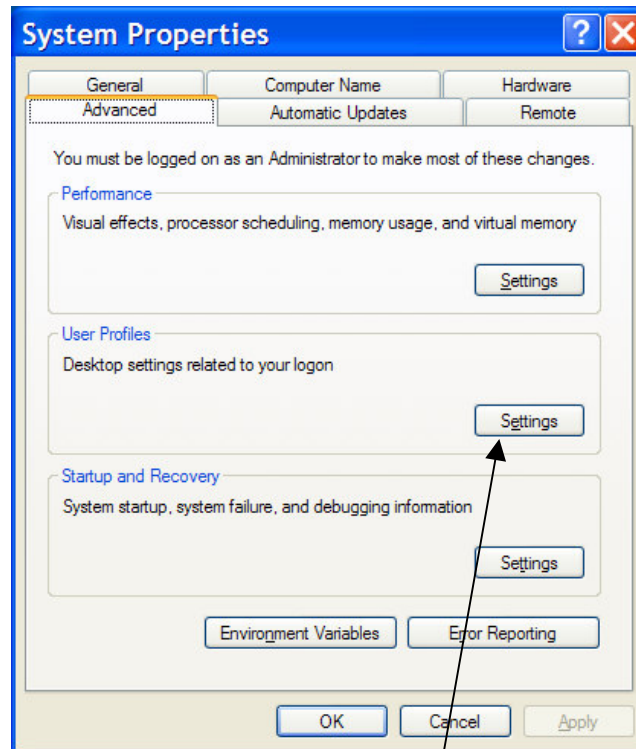 System Properties
General
Computer Name
Hardware
Advanced
Automatic Updates
Remote
You must be logged on as an Administrator to make most of these changes.
Performance
Visual effects, processor scheduling, memory usage, and virtual memory
Settings
User Profiles
Desktop settings related to your logon
Settings
Startup and Recovery
System startup, system failure, and debugging information
Settings
Environment Variables
Error Reporting
OK
Cancel
Apply